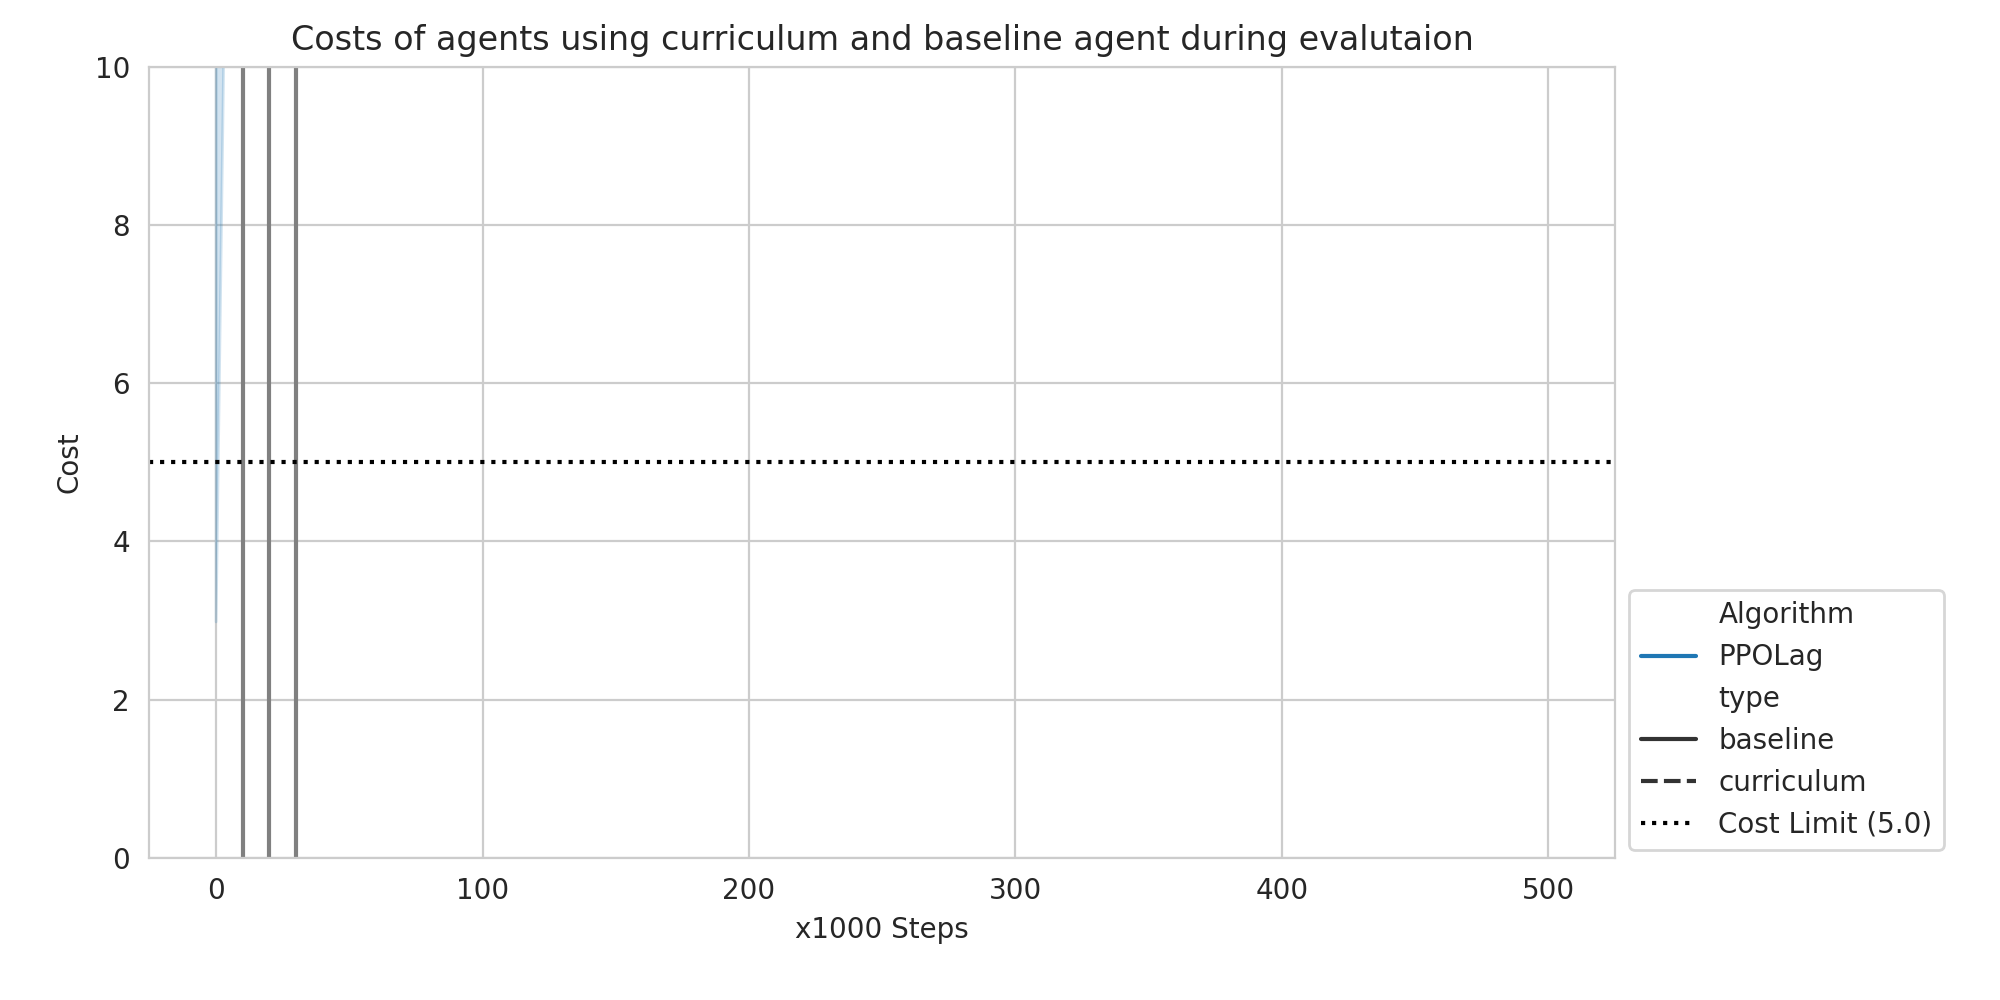 Costs of agents using curriculum and baseline agent during evalutaion
10
8
6
4
2
0
Cost
0 100 200 300 400 500
x1000 Steps
Algorithm
PPOLag
type
baseline
curriculum
Cost Limit (5.0)